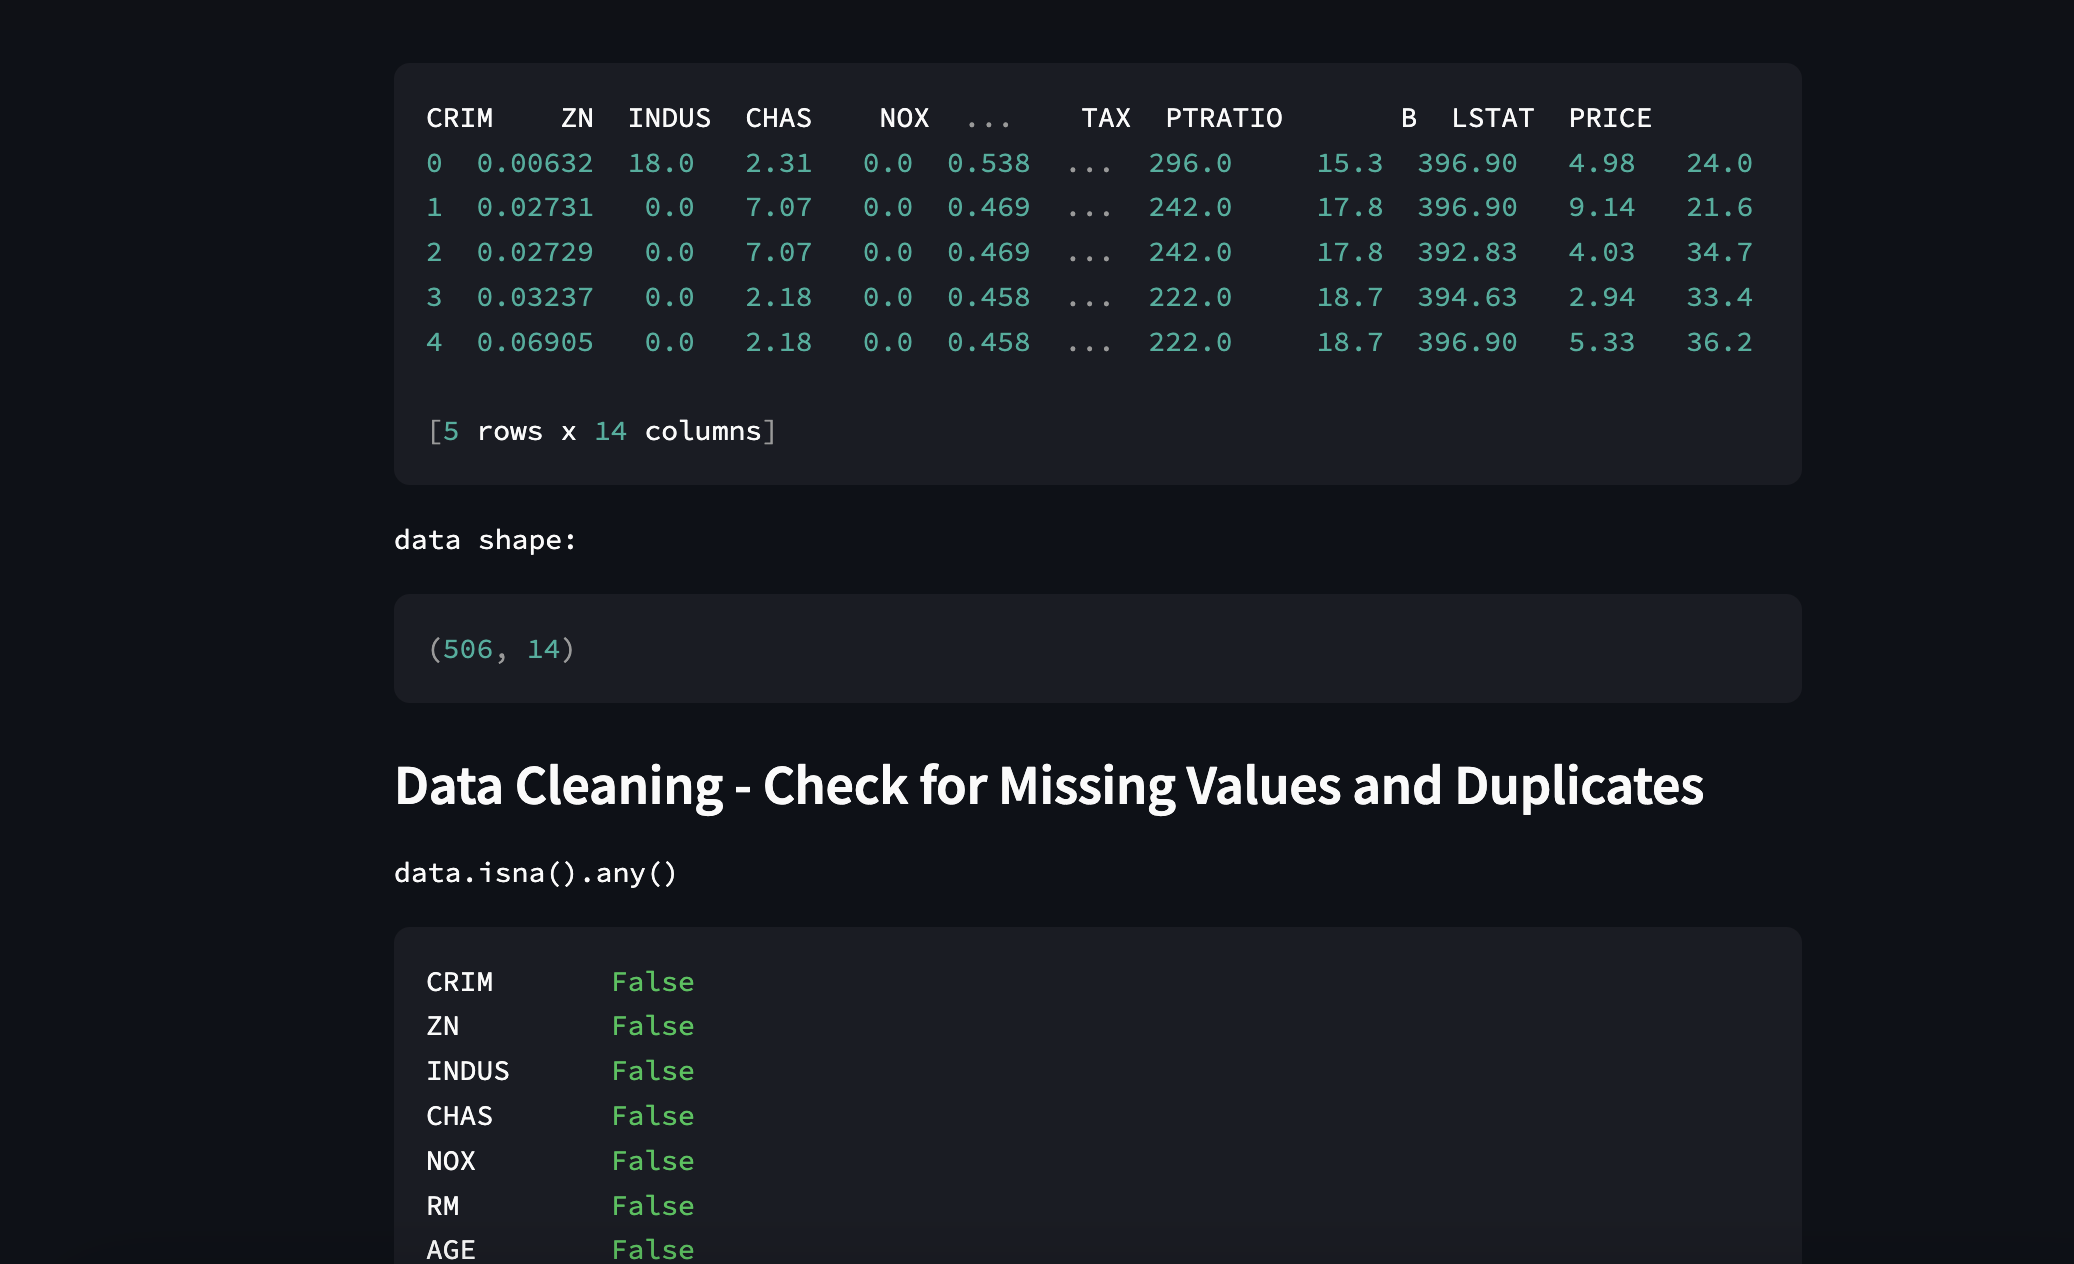 CRIM    ZN  INDUS  CHAS    NOX  ...    TAX  PTRATIO       B  LSTAT  PRICE
0  0.00632  18.0   2.31   0.0  0.538  ...  296.0     15.3  396.90   4.98   24.0
1  0.02731   0.0   7.07   0.0  0.469  ...  242.0     17.8  396.90   9.14   21.6
2  0.02729   0.0   7.07   0.0  0.469  ...  242.0     17.8  392.83   4.03   34.7
3  0.03237   0.0   2.18   0.0  0.458  ...  222.0     18.7  394.63   2.94   33.4
4  0.06905   0.0   2.18   0.0  0.458  ...  222.0     18.7  396.90   5.33   36.2
[5 rows x 14 columns]
data shape:
(506, 14)
Data Cleaning - Check for Missing Values and Duplicates
data.isna().any()
CRIM       False
ZN         False
INDUS      False
CHAS       False
NOX        False
RM         False
AGE        False